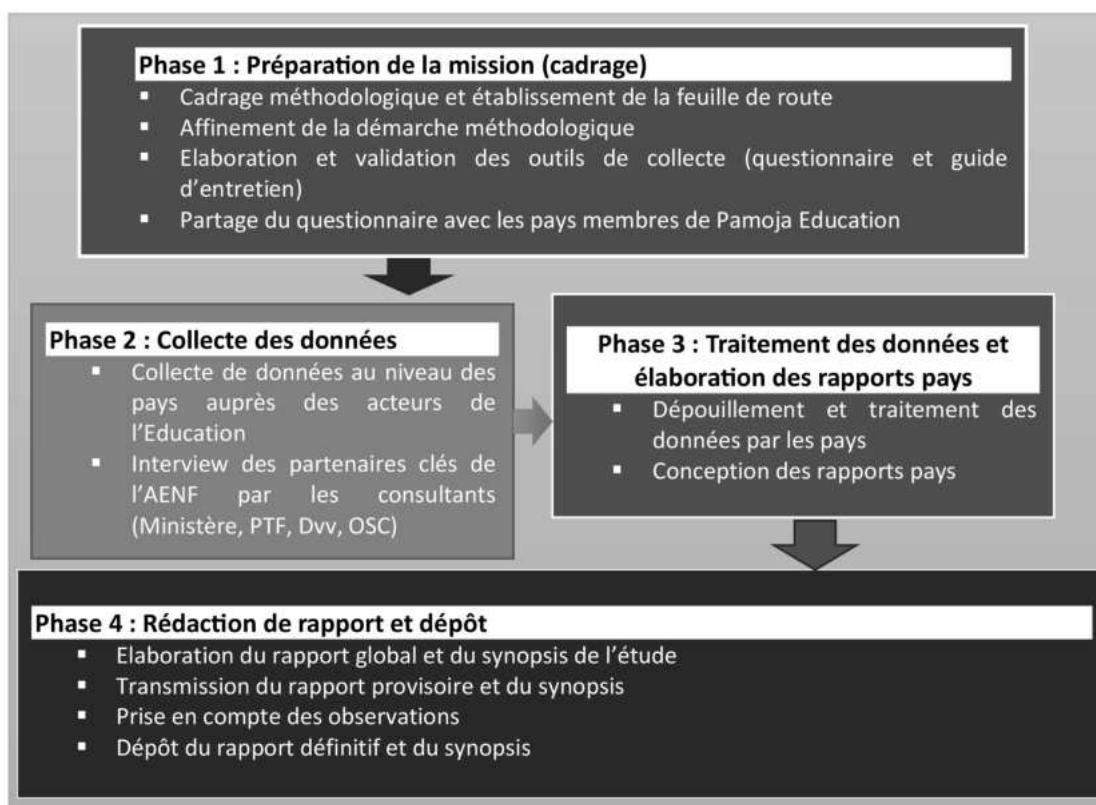 Phase 1 : Préparation de la mission (cadrage)
▪ Cadrage méthodologique et établissement de la feuille de route
▪ Affinement de la démarche méthodologique
▪ Elaboration et validation des outils de collecte (questionnaire et guide
d’entretien)
▪ Partage du questionnaire avec les pays membres de Pamoja Education
Phase 2 : Collecte des données
▪ Collecte de données au niveau des
pays auprès des acteurs de
l’Education
▪ Interview des partenaires clés de
l’AENF par les consultants
(Ministère, PTF, Dvv, OSC)
Phase 3 : Traitement des données et
élaboration des rapports pays
▪ Dépouillement et traitement des
données par les pays
▪ Conception des rapports pays
Phase 4 : Rédaction de rapport et dépôt
▪ Elaboration du rapport global et du synopsis de l’étude
▪ Transmission du rapport provisoire et du synopsis
▪ Prise en compte des observations
▪ Dépôt du rapport définitif et du synopsis